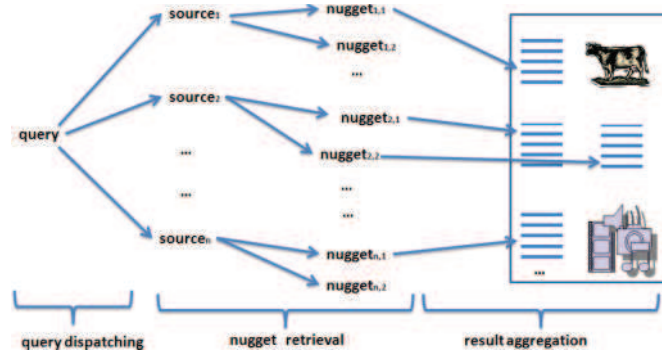 source1 nugget1,1
nugget1,2
...
source2 nugget2,1
query
... nugget2,2
...
... ...
sourcen nuggetn,1
...
nuggetn,2
query dispatching nugget retrieval result aggregation